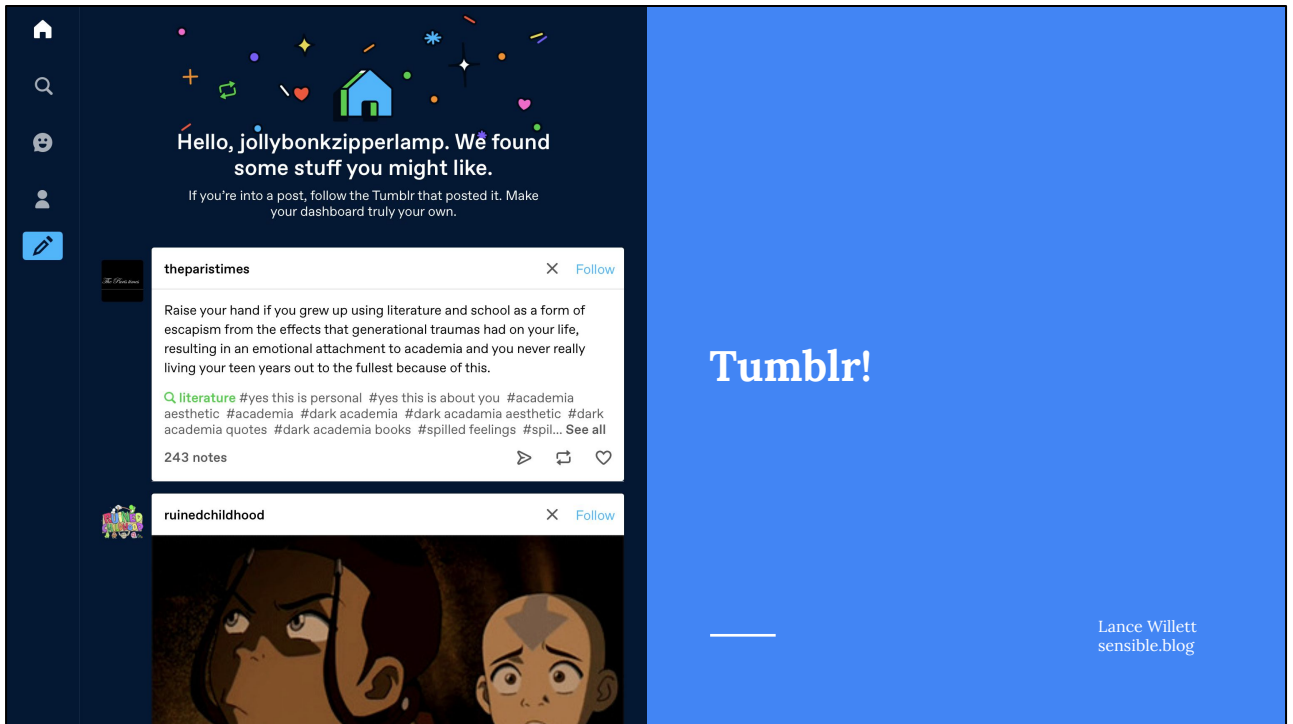 Hello, jollybonkzipperlamp. We found
some stuff you might like.
If you’re into a post, follow the Tumblr that posted it. Make
your dashboard truly your own.
The Paris times
theparistimes
Follow
Raise your hand if you grew up using literature and school as a form of
escapism from the effects that generational traumas had on your life,
resulting in an emotional attachment to academia and you never really
living your teen years out to the fullest because of this.
literature #yes this is personal #yes this is about you #academia
aesthetic #academia #dark academia #dark acadamia aesthetic #dark
academia quotes #dark academia books #spilled feelings #spil... See all
243 notes
RUINED
CHILDHOOD
ruinedchildhood
Follow
Tumblr!
Lance Willett
sensible.blog